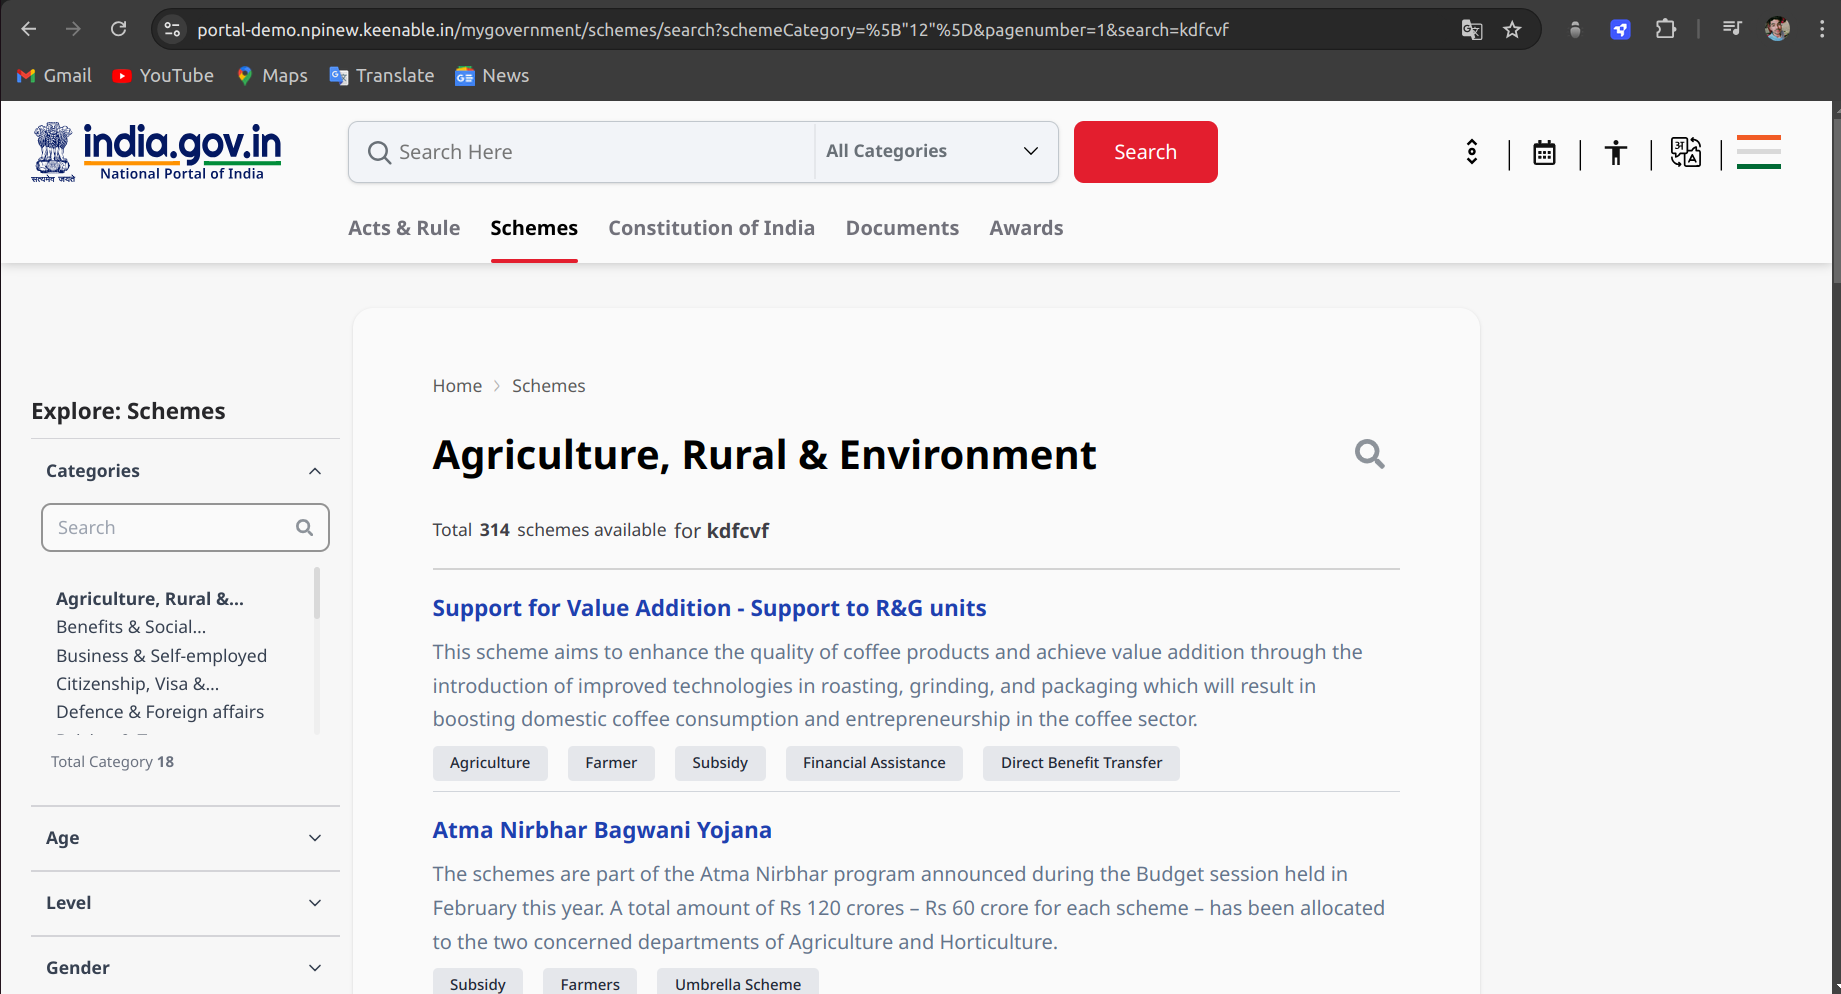 portal-demo.npinew.keenable.in/mygovernment/schemes/search?schemeCategory=%5B"12"%5D&pagenumber=1&search=kdfcvf
Gmail YouTube Maps Translate News
india.gov.in
National Portal of India
सत्यमेव जयते
Search Here
All Categories
Search
Acts & Rule Schemes Constitution of India Documents Awards
Explore: Schemes
Categories
Search
Agriculture, Rural &...
Benefits & Social...
Business & Self-employed
Citizenship, Visa &...
Defence & Foreign affairs
Total Category 18
Age
Level
Gender
Home > Schemes
Agriculture, Rural & Environment
Total 314 schemes available for kdfcvf
Support for Value Addition - Support to R&G units
This scheme aims to enhance the quality of coffee products and achieve value addition through the
introduction of improved technologies in roasting, grinding, and packaging which will result in
boosting domestic coffee consumption and entrepreneurship in the coffee sector.
Agriculture Farmer Subsidy Financial Assistance Direct Benefit Transfer
Atma Nirbhar Bagwani Yojana
The schemes are part of the Atma Nirbhar program announced during the Budget session held in
February this year. A total amount of Rs 120 crores – Rs 60 crore for each scheme – has been allocated
to the two concerned departments of Agriculture and Horticulture.
Subsidy Farmers Umbrella Scheme